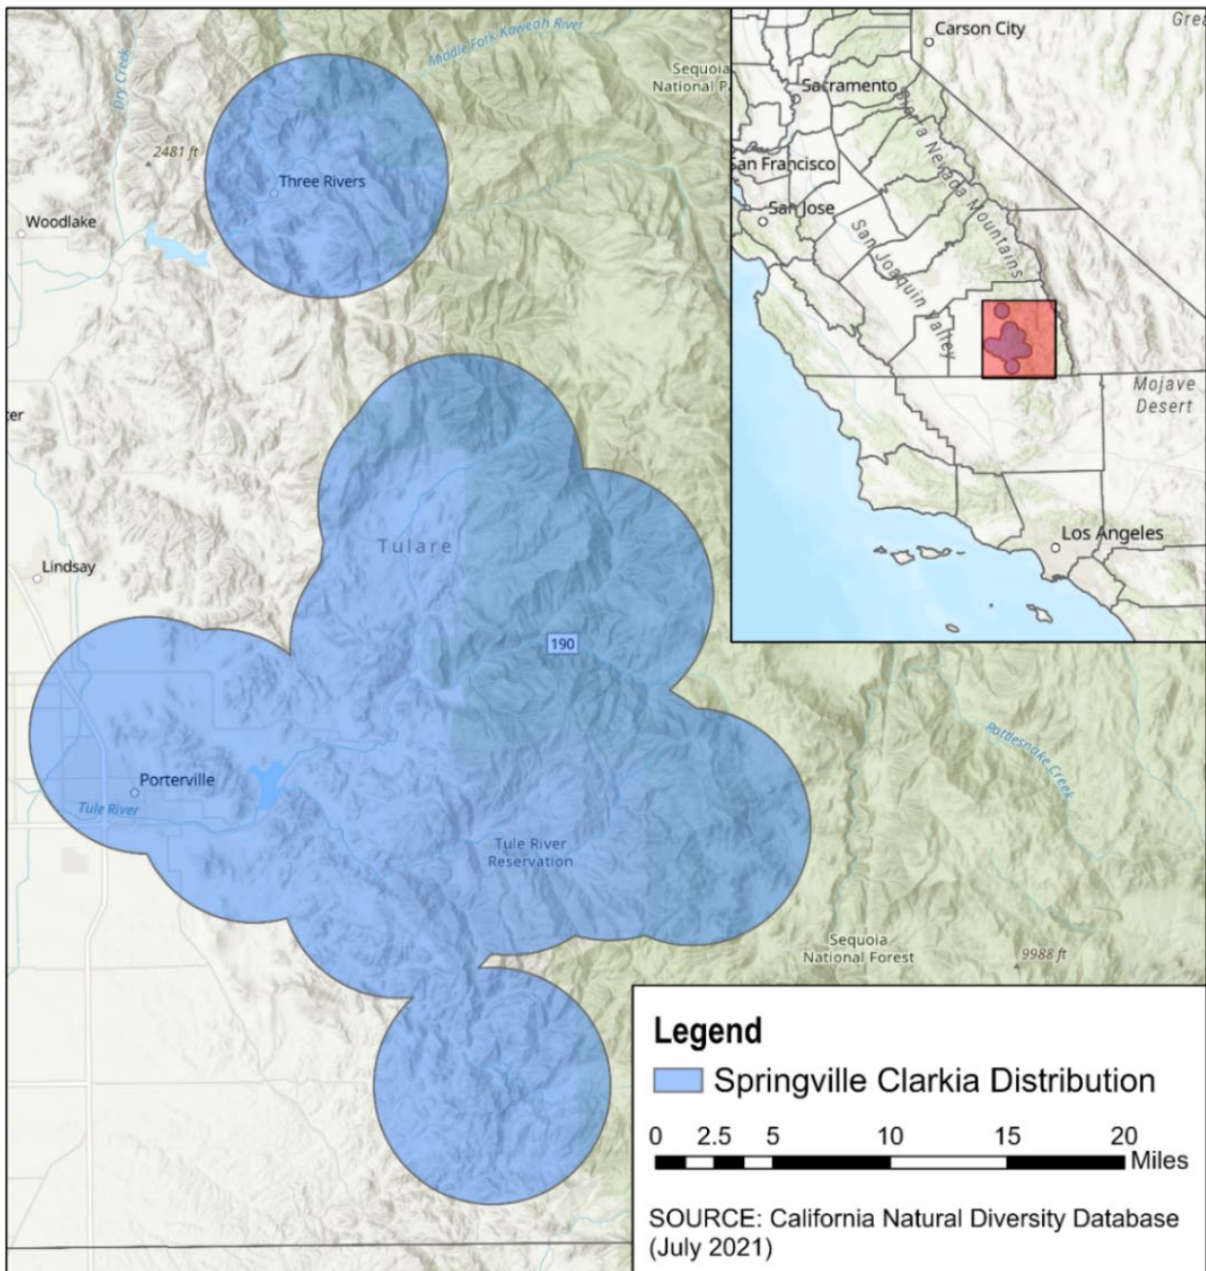 Middle Fork Kaweah River
Dry Creek
Sequoia
National P
2481 ft
Three Rivers
Woodlake
ter
Lindsay
Tulare
190
Porterville
Tule River
Tule River
Reservation
Rattlesnake Creek
Sequoia
National Forest
9988 ft
Grea
Carson City
Sacramento
Sierra Nevada Mountains
San Francisco
San Jose
San Joaquin Valley
Mojave
Desert
Los Angeles
Legend
Springville Clarkia Distribution
0 2.5 5 10 15 20
Miles
SOURCE: California Natural Diversity Database
(July 2021)